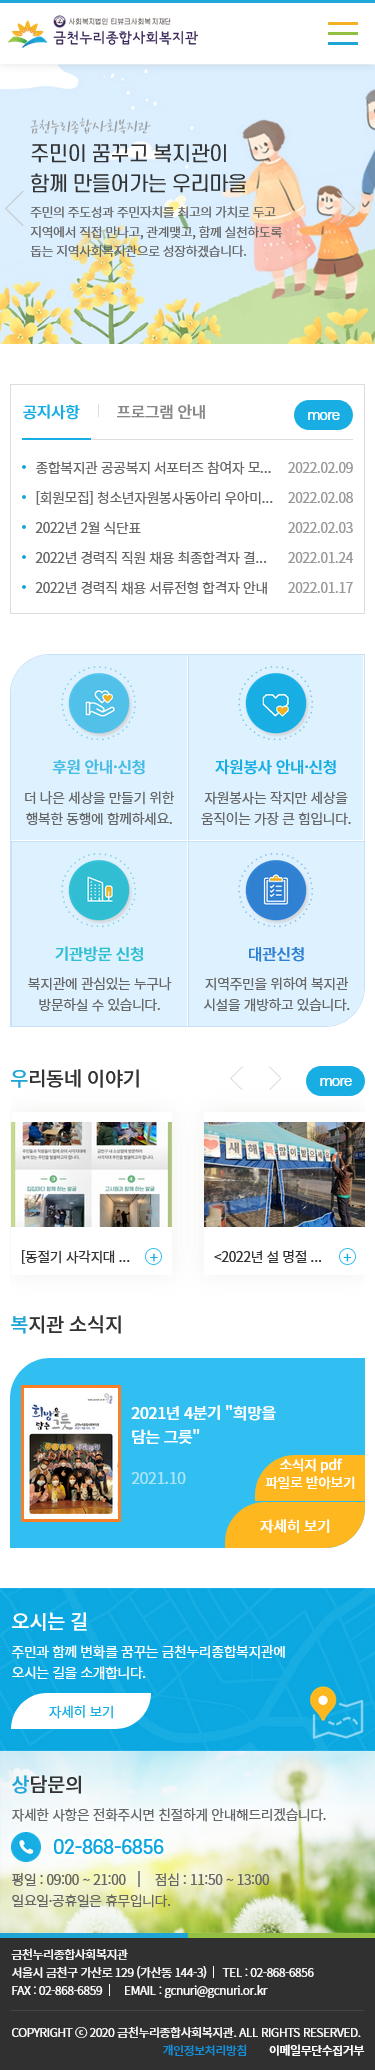 사회복지법인 티뷰크사회복지재단
금천누리종합사회복지관
금천누리종합사회복지관
주민이 꿈꾸고 복지관이
함께 만들어가는 우리마을
주민의 주도성과 주민자치를 최고의 가치로 두고
지역에서 직접 만나고, 관계맺고, 함께 실천하도록
돕는 지역사회복지관으로 성장하겠습니다.
공지사항 프로그램 안내 more
종합복지관 공공복지 서포터즈 참여자 모... 2022.02.09
[회원모집] 청소년자원봉사동아리 우아미... 2022.02.08
2022년 2월 식단표 2022.02.03
2022년 경력직 직원 채용 최종합격자 결... 2022.01.24
2022년 경력직 채용 서류전형 합격자 안내 2022.01.17
후원 안내·신청
더 나은 세상을 만들기 위한
행복한 동행에 함께하세요.
자원봉사 안내·신청
자원봉사는 작지만 세상을
움직이는 가장 큰 힘입니다.
기관방문 신청
복지관에 관심있는 누구나
방문하실 수 있습니다.
대관신청
지역주민을 위하여 복지관
시설을 개방하고 있습니다.
우리동네 이야기 more
[동절기 사각지대 ...
새해복많이받으세요
<2022년 설 명절 ...
복지관 소식지
희망을
담은
그릇
2021년 4분기 "희망을
담는 그릇"
2021.10
소식지 pdf
파일로 받아보기
자세히 보기
오시는 길
주민과 함께 변화를 꿈꾸는 금천누리종합복지관에
오시는 길을 소개합니다.
자세히 보기
상담문의
자세한 사항은 전화주시면 친절하게 안내해드리겠습니다.
02-868-6856
평일 : 09:00 ~ 21:00 | 점심 : 11:50 ~ 13:00
일요일·공휴일은 휴무입니다.
금천누리종합사회복지관
서울시 금천구 가산로 129 (가산동 144-3) | TEL : 02-868-6856
FAX : 02-868-6859 | EMAIL : gcnuri@gcnuri.or.kr
COPYRIGHT ⓒ 2020 금천누리종합사회복지관. ALL RIGHTS RESERVED.
개인정보처리방침 이메일무단수집거부